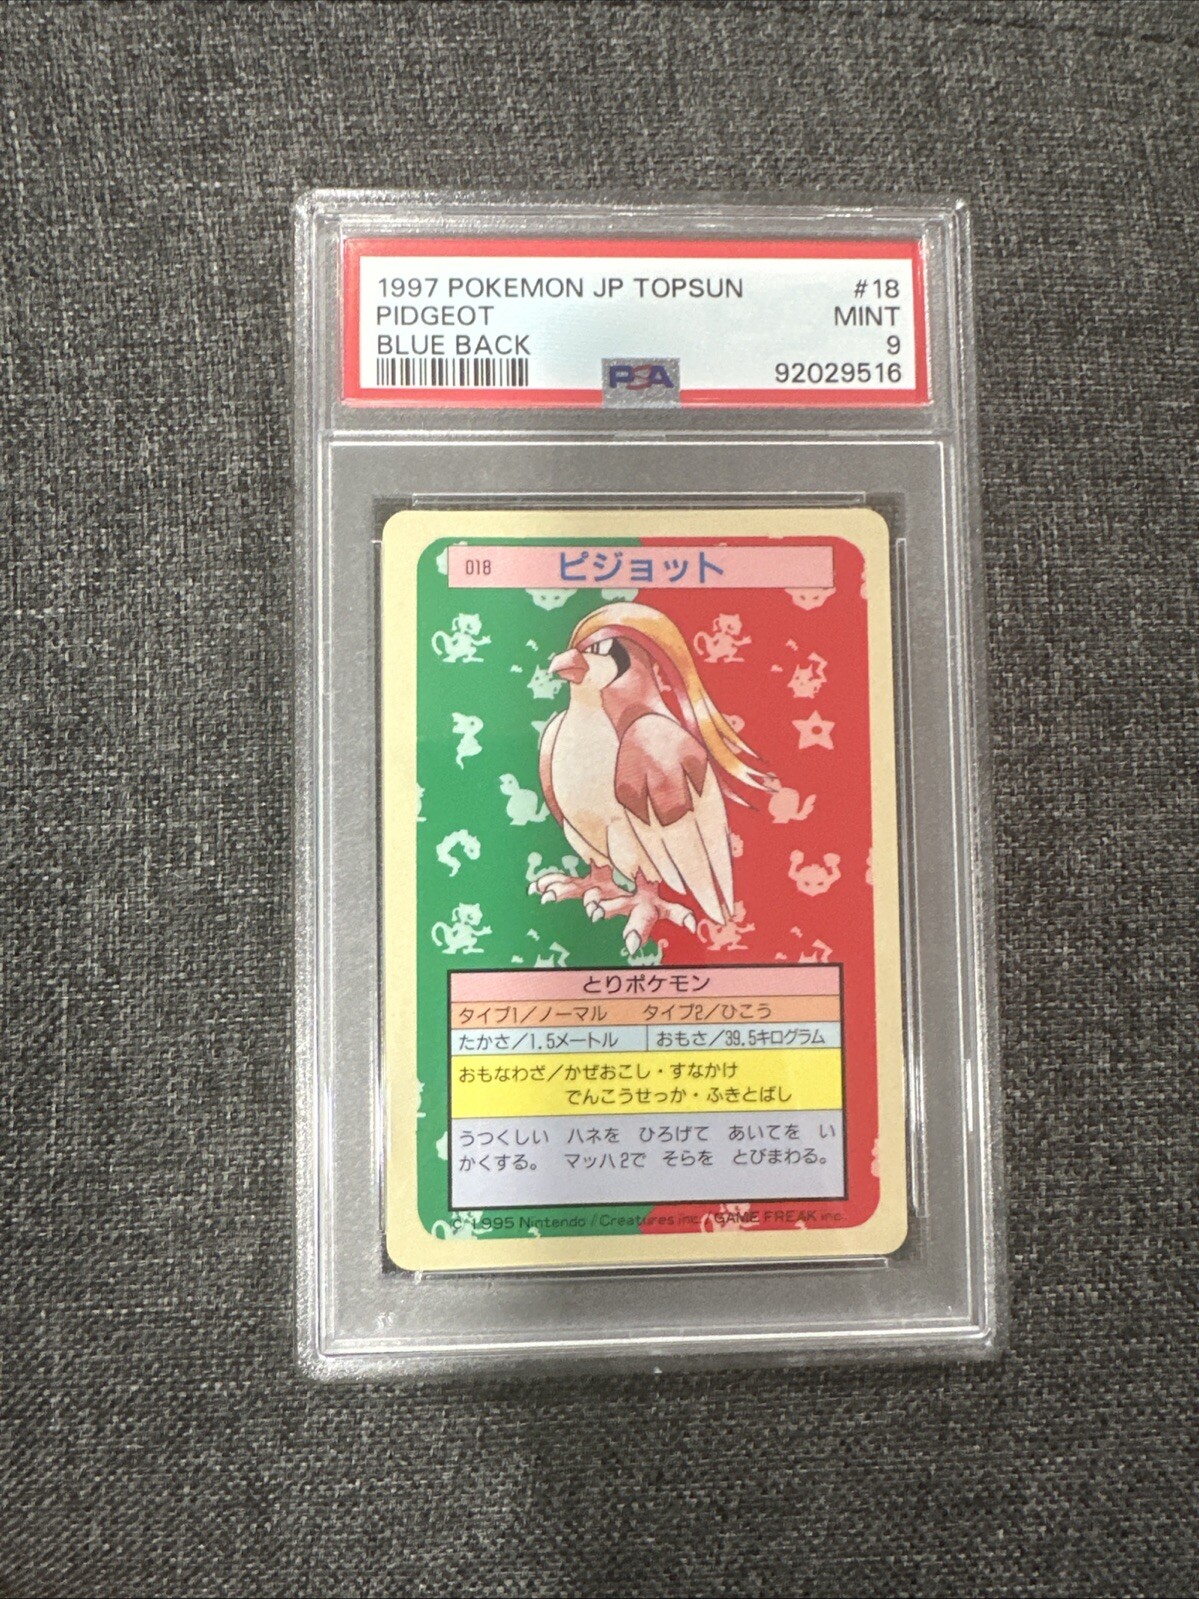 1997 POKEMON JP TOPSUN #18
PIDGEOT MINT
BLUE BACK 9
PSA 92029516
018 ピジョット
とりポケモン
タイプ1/ノーマル タイプ2/ひこう
たかさ/1.5メートル おもさ/39.5キログラム
おもなわざ/かぜおこし・すなかけ
でんこうせっか・ふきとばし
うつくしい ハネを ひろげて あいてを い
かくする。 マッハ2で そらを とびまわる。
© 1995 Nintendo / Creatures inc. / GAME FREAK inc.